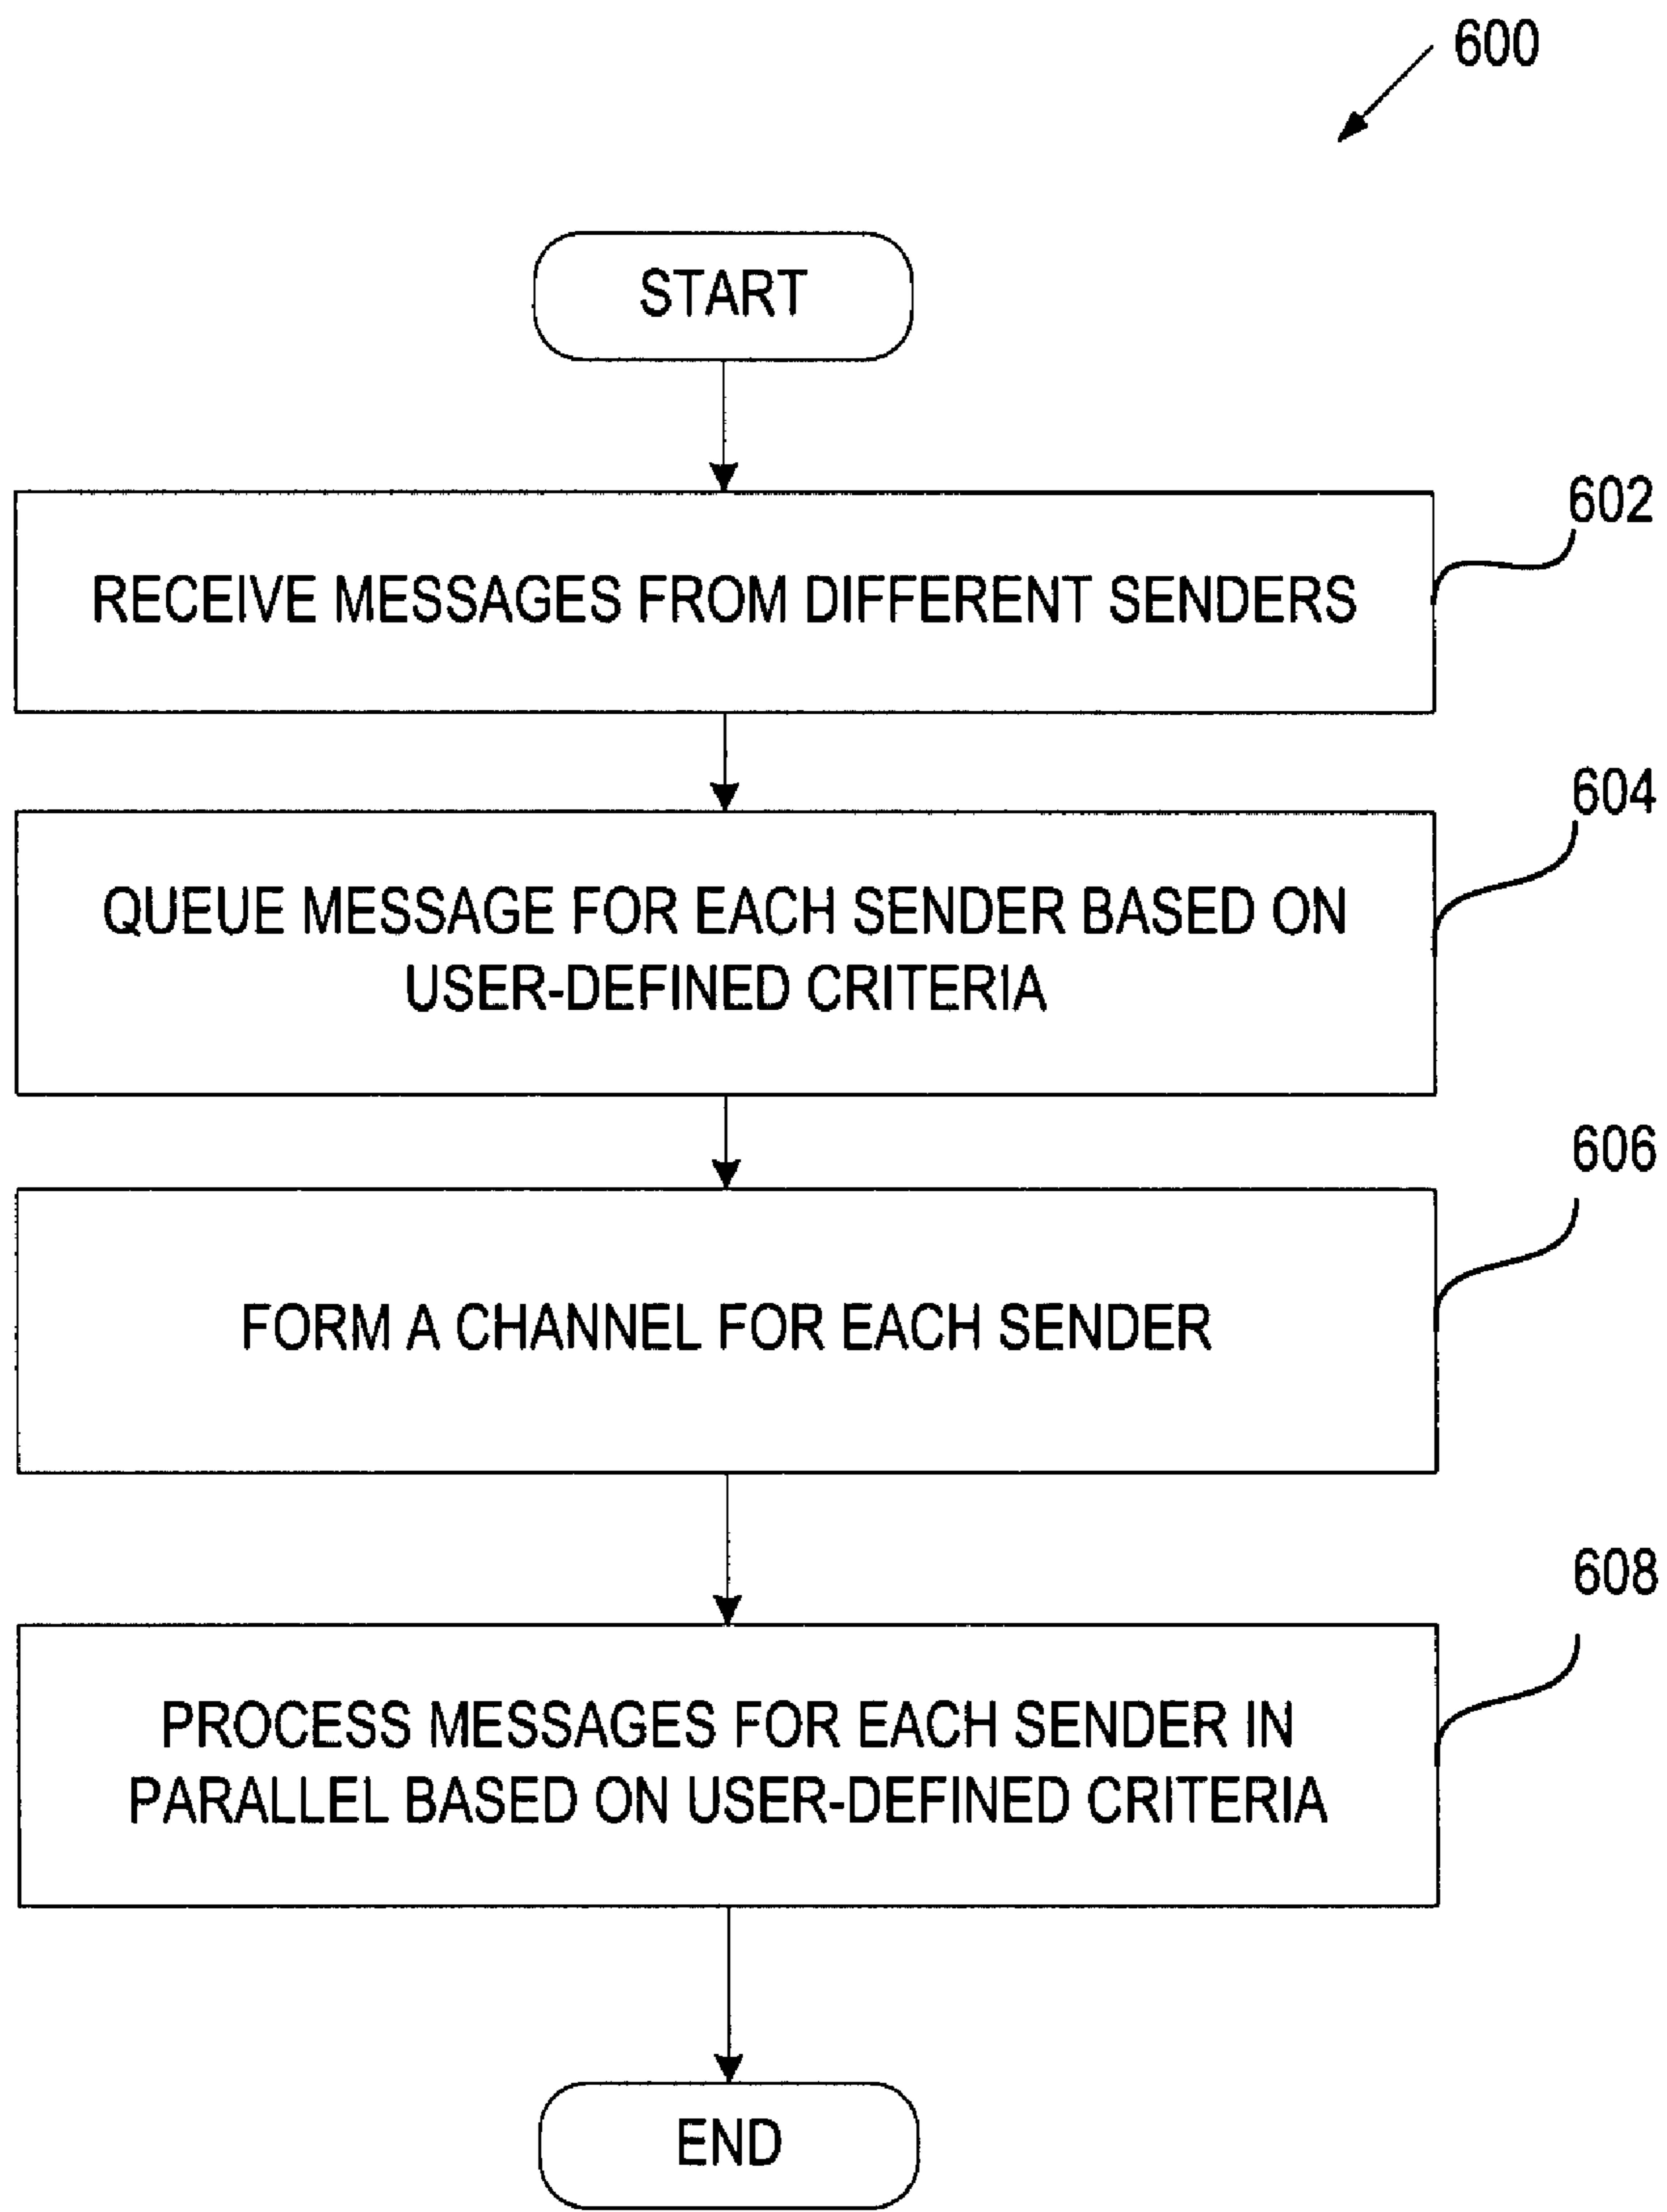 600
START
602
RECEIVE MESSAGES FROM DIFFERENT SENDERS
604
QUEUE MESSAGE FOR EACH SENDER BASED ON
USER-DEFINED CRITERIA
606
FORM A CHANNEL FOR EACH SENDER
608
PROCESS MESSAGES FOR EACH SENDER IN
PARALLEL BASED ON USER-DEFINED CRITERIA
END